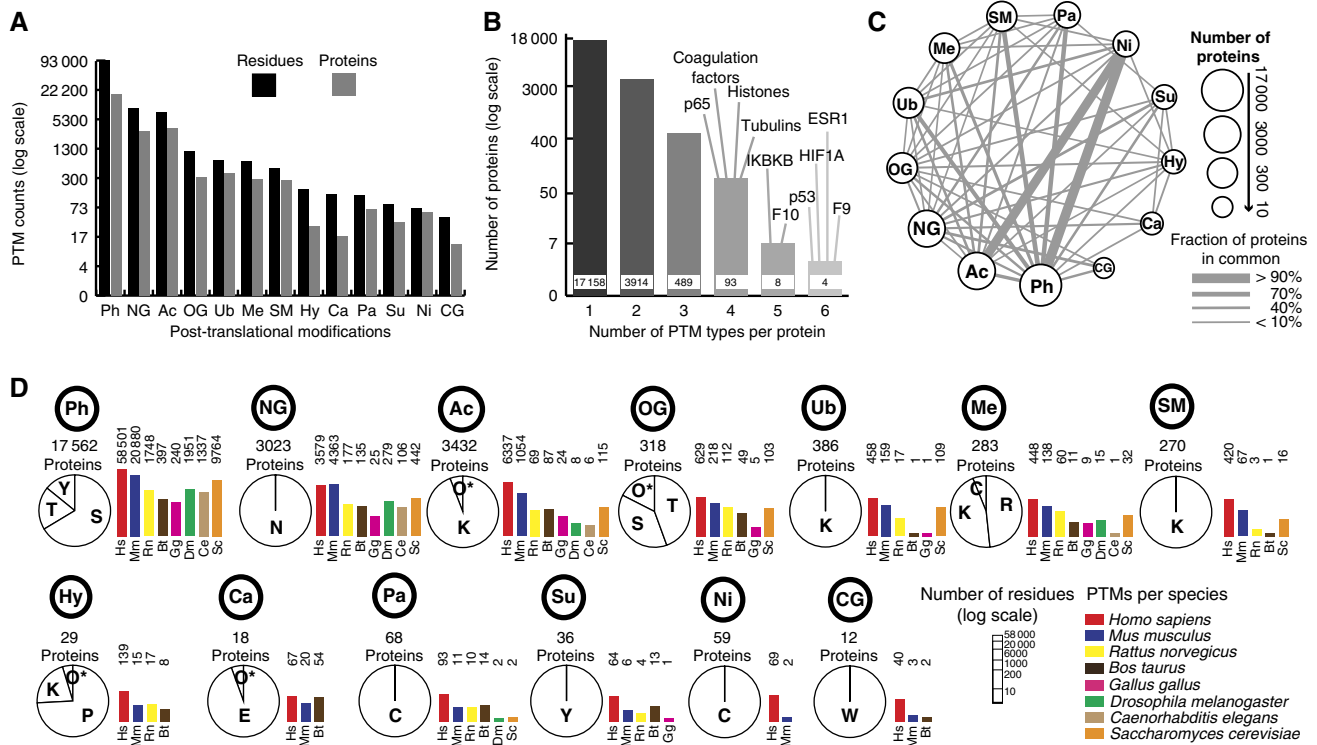 A
93 000
22 200
5300
1300
300
73
17
4
0
PTM counts (log scale)
Residues
Proteins
Ph NG Ac OG Ub Me SM Hy Ca Pa Su Ni CG
Post-translational modifications
B
18 000
3000
400
50
7
0
Number of proteins (log scale)
Coagulation
factors
p65
Histones
Tubulins
IKBKB
F10
ESR1
HIF1A
p53
F9
17 158
3914
489
93
8
4
1 2 3 4 5 6
Number of PTM types per protein
C
SM
Pa
Ni
Su
Hy
Ca
CG
Ph
Ac
NG
OG
Ub
Me
Number of
proteins
17 000
3000
300
10
Fraction of proteins
in common
> 90%
70%
40%
< 10%
D
Ph
17 562
Proteins
Y
T
S
58 501
20 880
1748
397
240
1951
1337
9764
Hs Mm Rn Bt Gg Dm Ce Sc
NG
3023
Proteins
N
3579
4363
177
135
25
279
106
442
Hs Mm Rn Bt Gg Dm Ce Sc
Ac
3432
Proteins
O*
K
6337
1054
69
87
24
8
6
115
Hs Mm Rn Bt Gg Dm Ce Sc
OG
318
Proteins
O*
T
S
629
218
112
49
5
103
Hs Mm Rn Bt Gg Sc
Ub
386
Proteins
K
458
159
17
1
1
109
Hs Mm Rn Bt Gg Sc
Me
283
Proteins
C
K
R
448
138
60
11
9
15
1
32
Hs Mm Rn Bt Gg Dm Ce Sc
SM
270
Proteins
K
420
67
3
1
16
Hs Mm Rn Bt Sc
Hy
29
Proteins
O*
K
P
139
15
17
8
Hs Mm Rn Bt
Ca
18
Proteins
O*
E
67
20
54
Hs Mm Bt
Pa
68
Proteins
C
93
11
10
14
2
2
Hs Mm Rn Bt Dm Sc
Su
36
Proteins
Y
64
6
4
13
1
Hs Mm Rn Bt Gg
Ni
59
Proteins
C
69
2
Hs Mm
CG
12
Proteins
W
40
3
2
Hs Mm Bt
Number of residues
(log scale)
58 000
20 000
6000
1000
200
10
PTMs per species
Homo sapiens
Mus musculus
Rattus norvegicus
Bos taurus
Gallus gallus
Drosophila melanogaster
Caenorhabditis elegans
Saccharomyces cerevisiae